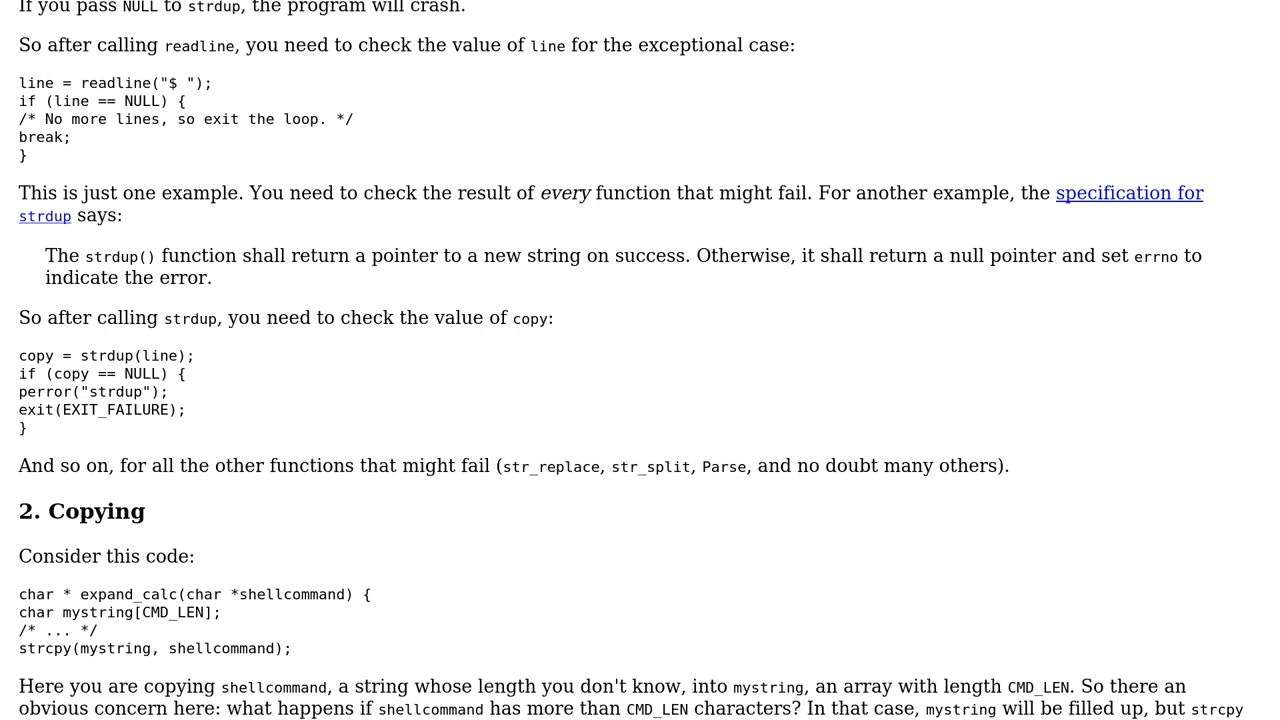 If you pass NULL to strdup, the program will crash.
So after calling readline, you need to check the value of line for the exceptional case:
line = readline("$ ");
if (line == NULL) {
/* No more lines, so exit the loop. */
break;
}
This is just one example. You need to check the result of every function that might fail. For another example, the specification for
strdup says:
The strdup() function shall return a pointer to a new string on success. Otherwise, it shall return a null pointer and set errno to
indicate the error.
So after calling strdup, you need to check the value of copy:
copy = strdup(line);
if (copy == NULL) {
perror("strdup");
exit(EXIT_FAILURE);
}
And so on, for all the other functions that might fail (str_replace, str_split, Parse, and no doubt many others).
2. Copying
Consider this code:
char * expand_calc(char *shellcommand) {
char mystring[CMD_LEN];
/* ... */
strcpy(mystring, shellcommand);
Here you are copying shellcommand, a string whose length you don't know, into mystring, an array with length CMD_LEN. So there an
obvious concern here: what happens if shellcommand has more than CMD_LEN characters? In that case, mystring will be filled up, but strcpy